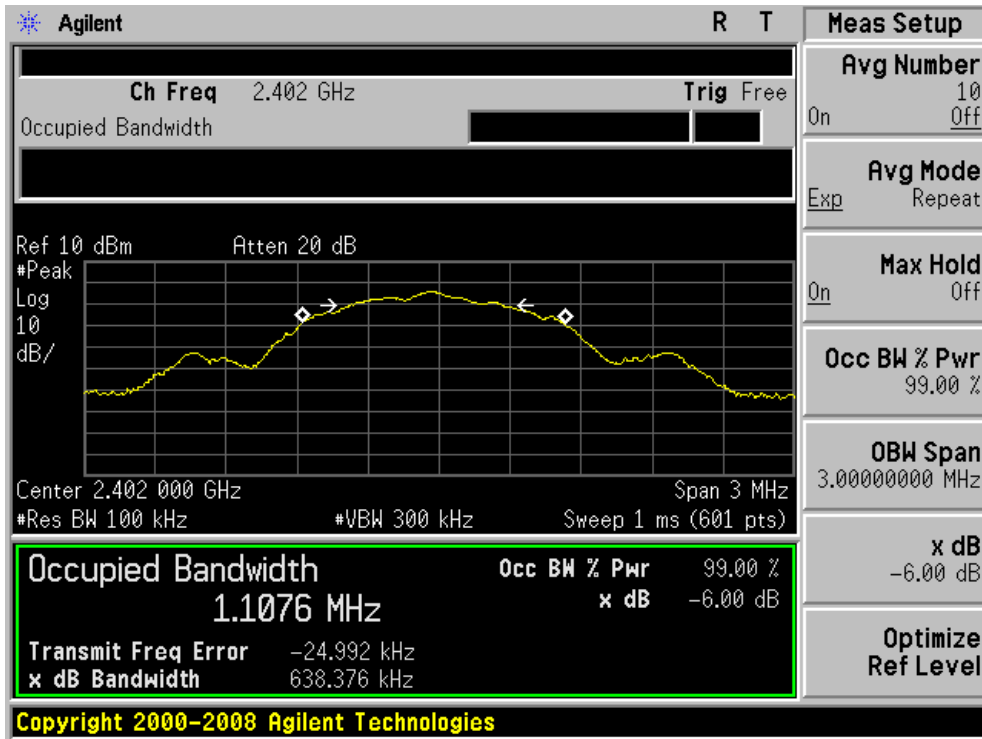 Agilent R T
Ch Freq 2.402 GHz Trig Free
Occupied Bandwidth
Ref 10 dBm Atten 20 dB
#Peak
Log
10
dB/
Center 2.402 000 GHz Span 3 MHz
#Res BW 100 kHz #VBW 300 kHz Sweep 1 ms (601 pts)
Occupied Bandwidth Occ BW % Pwr 99.00 %
1.1076 MHz x dB -6.00 dB
Transmit Freq Error -24.992 kHz
x dB Bandwidth 638.376 kHz
Copyright 2000-2008 Agilent Technologies
Meas Setup
Avg Number
10
On Off
Avg Mode
Exp Repeat
Max Hold
On Off
Occ BW % Pwr
99.00 %
OBW Span
3.00000000 MHz
x dB
-6.00 dB
Optimize
Ref Level